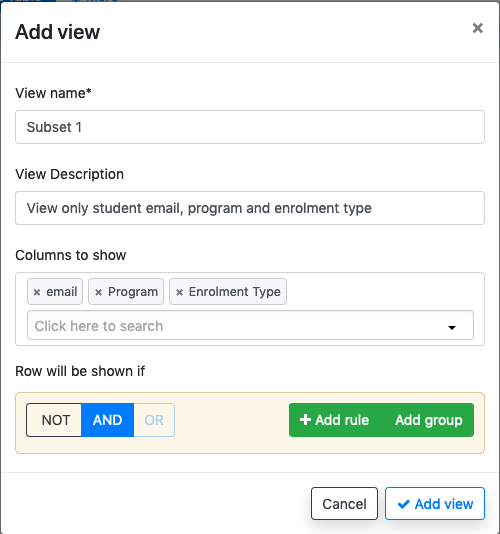 Add view
×
View name*
Subset 1
View Description
View only student email, program and enrolment type
Columns to show
× email × Program × Enrolment Type
Click here to search
Row will be shown if
NOT AND OR + Add rule Add group
Cancel ✔ Add view